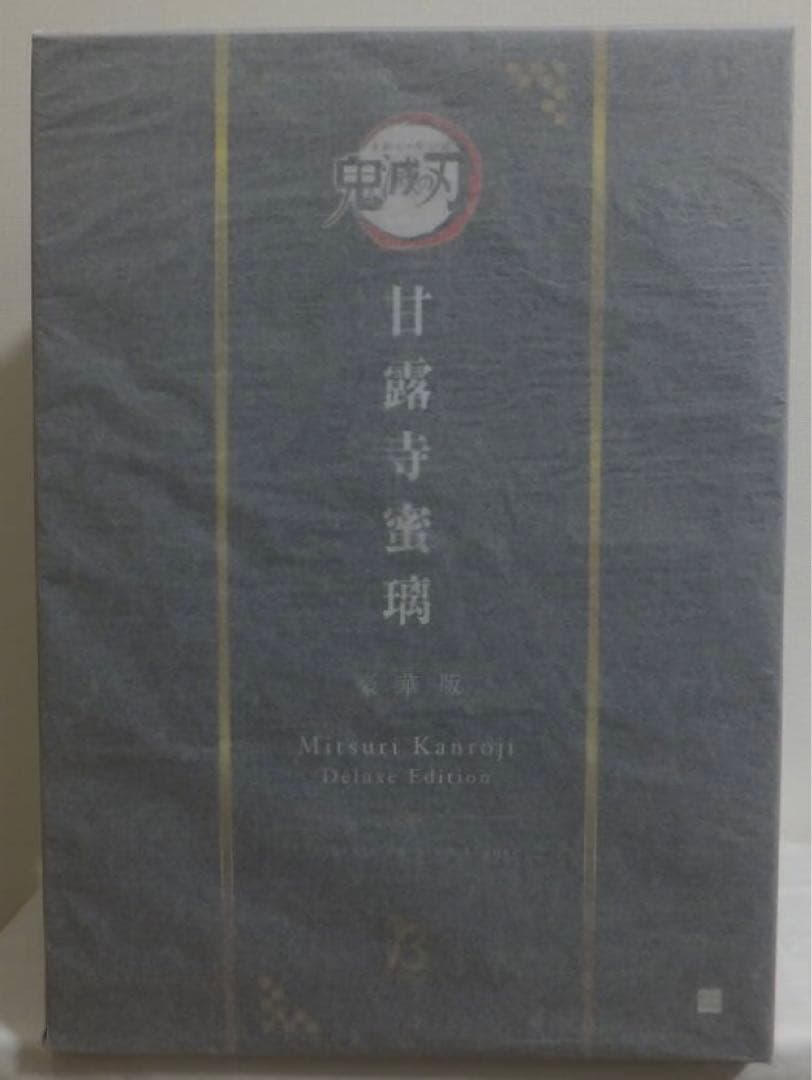 鬼滅の刃
甘露寺蜜璃
豪華版
Mitsuri Kanroji
Deluxe Edition